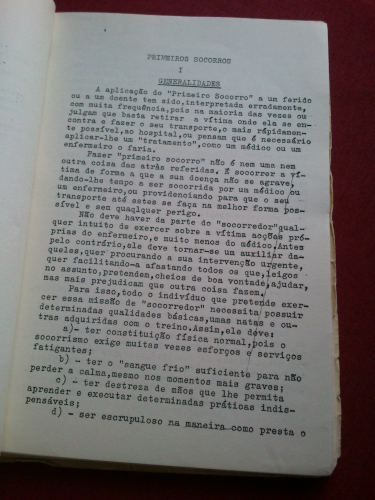 PRIMEIROS SOCORROS
I
GENERALIDADES
A aplicação de "Primeiro Socorro" a um ferido
ou a um doente tem sido, interpretada erradamente,
com muita frequência, pois na maioria das vezes ou
julgam que basta retirar a vítima onde ela se en-
contra e fazer o seu transporte, o mais rápidamen-
te possível, ao hospital, ou pensam que é necessário
aplicar-lhe um "tratamento", como um médico ou um
enfermeiro o faria.
Fazer "primeiro socorro" não é nem uma nem
outra coisa das atrás referidas. É socorrer a ví-
tima de forma a que a sua doença não se agrave,
dando-lhe tempo a ser socorrida por um médico ou
um enfermeiro, ou providenciando para que o seu
transporte até estes se faça na melhor forma pos-
sível e sem quaqlquer perigo.
Não deve haver da parte do "socorredor" qual-
quer intuito de exercer sobre a vítima acções pró-
prias do enfermeiro, e muito menos do médico. Antes
pelo contrário, ele deve tornar-se um auxiliar da-
queles, quer procurando a sua intervenção urgente,
quer facilitando-a afastando todos os que, leigos
no assunto, pretendem, cheios de boa vontade, ajudar,
mas mais prejudicam que outra coisa fazem.
Para isso, todo o indivíduo que pretende exer-
cer essa missão de "socorredor" necessita possuir
determinadas qualidades básicas, umas natas e ou-
tras adquiridas com o treino. Assim, ele deve:
a)- ter constituição física normal, pois o
socorrismo exige muitas vezes esforços e serviços
fatigantes;
b) - ter o "sangue frio" suficiente para não
perder a calma, mesmo nos momentos mais graves;
c) - ter destreza de mãos que lhe permita
aprender e executar determinadas práticas indis-
pensáveis;
d) - ser escrupuloso na maneira como presta o